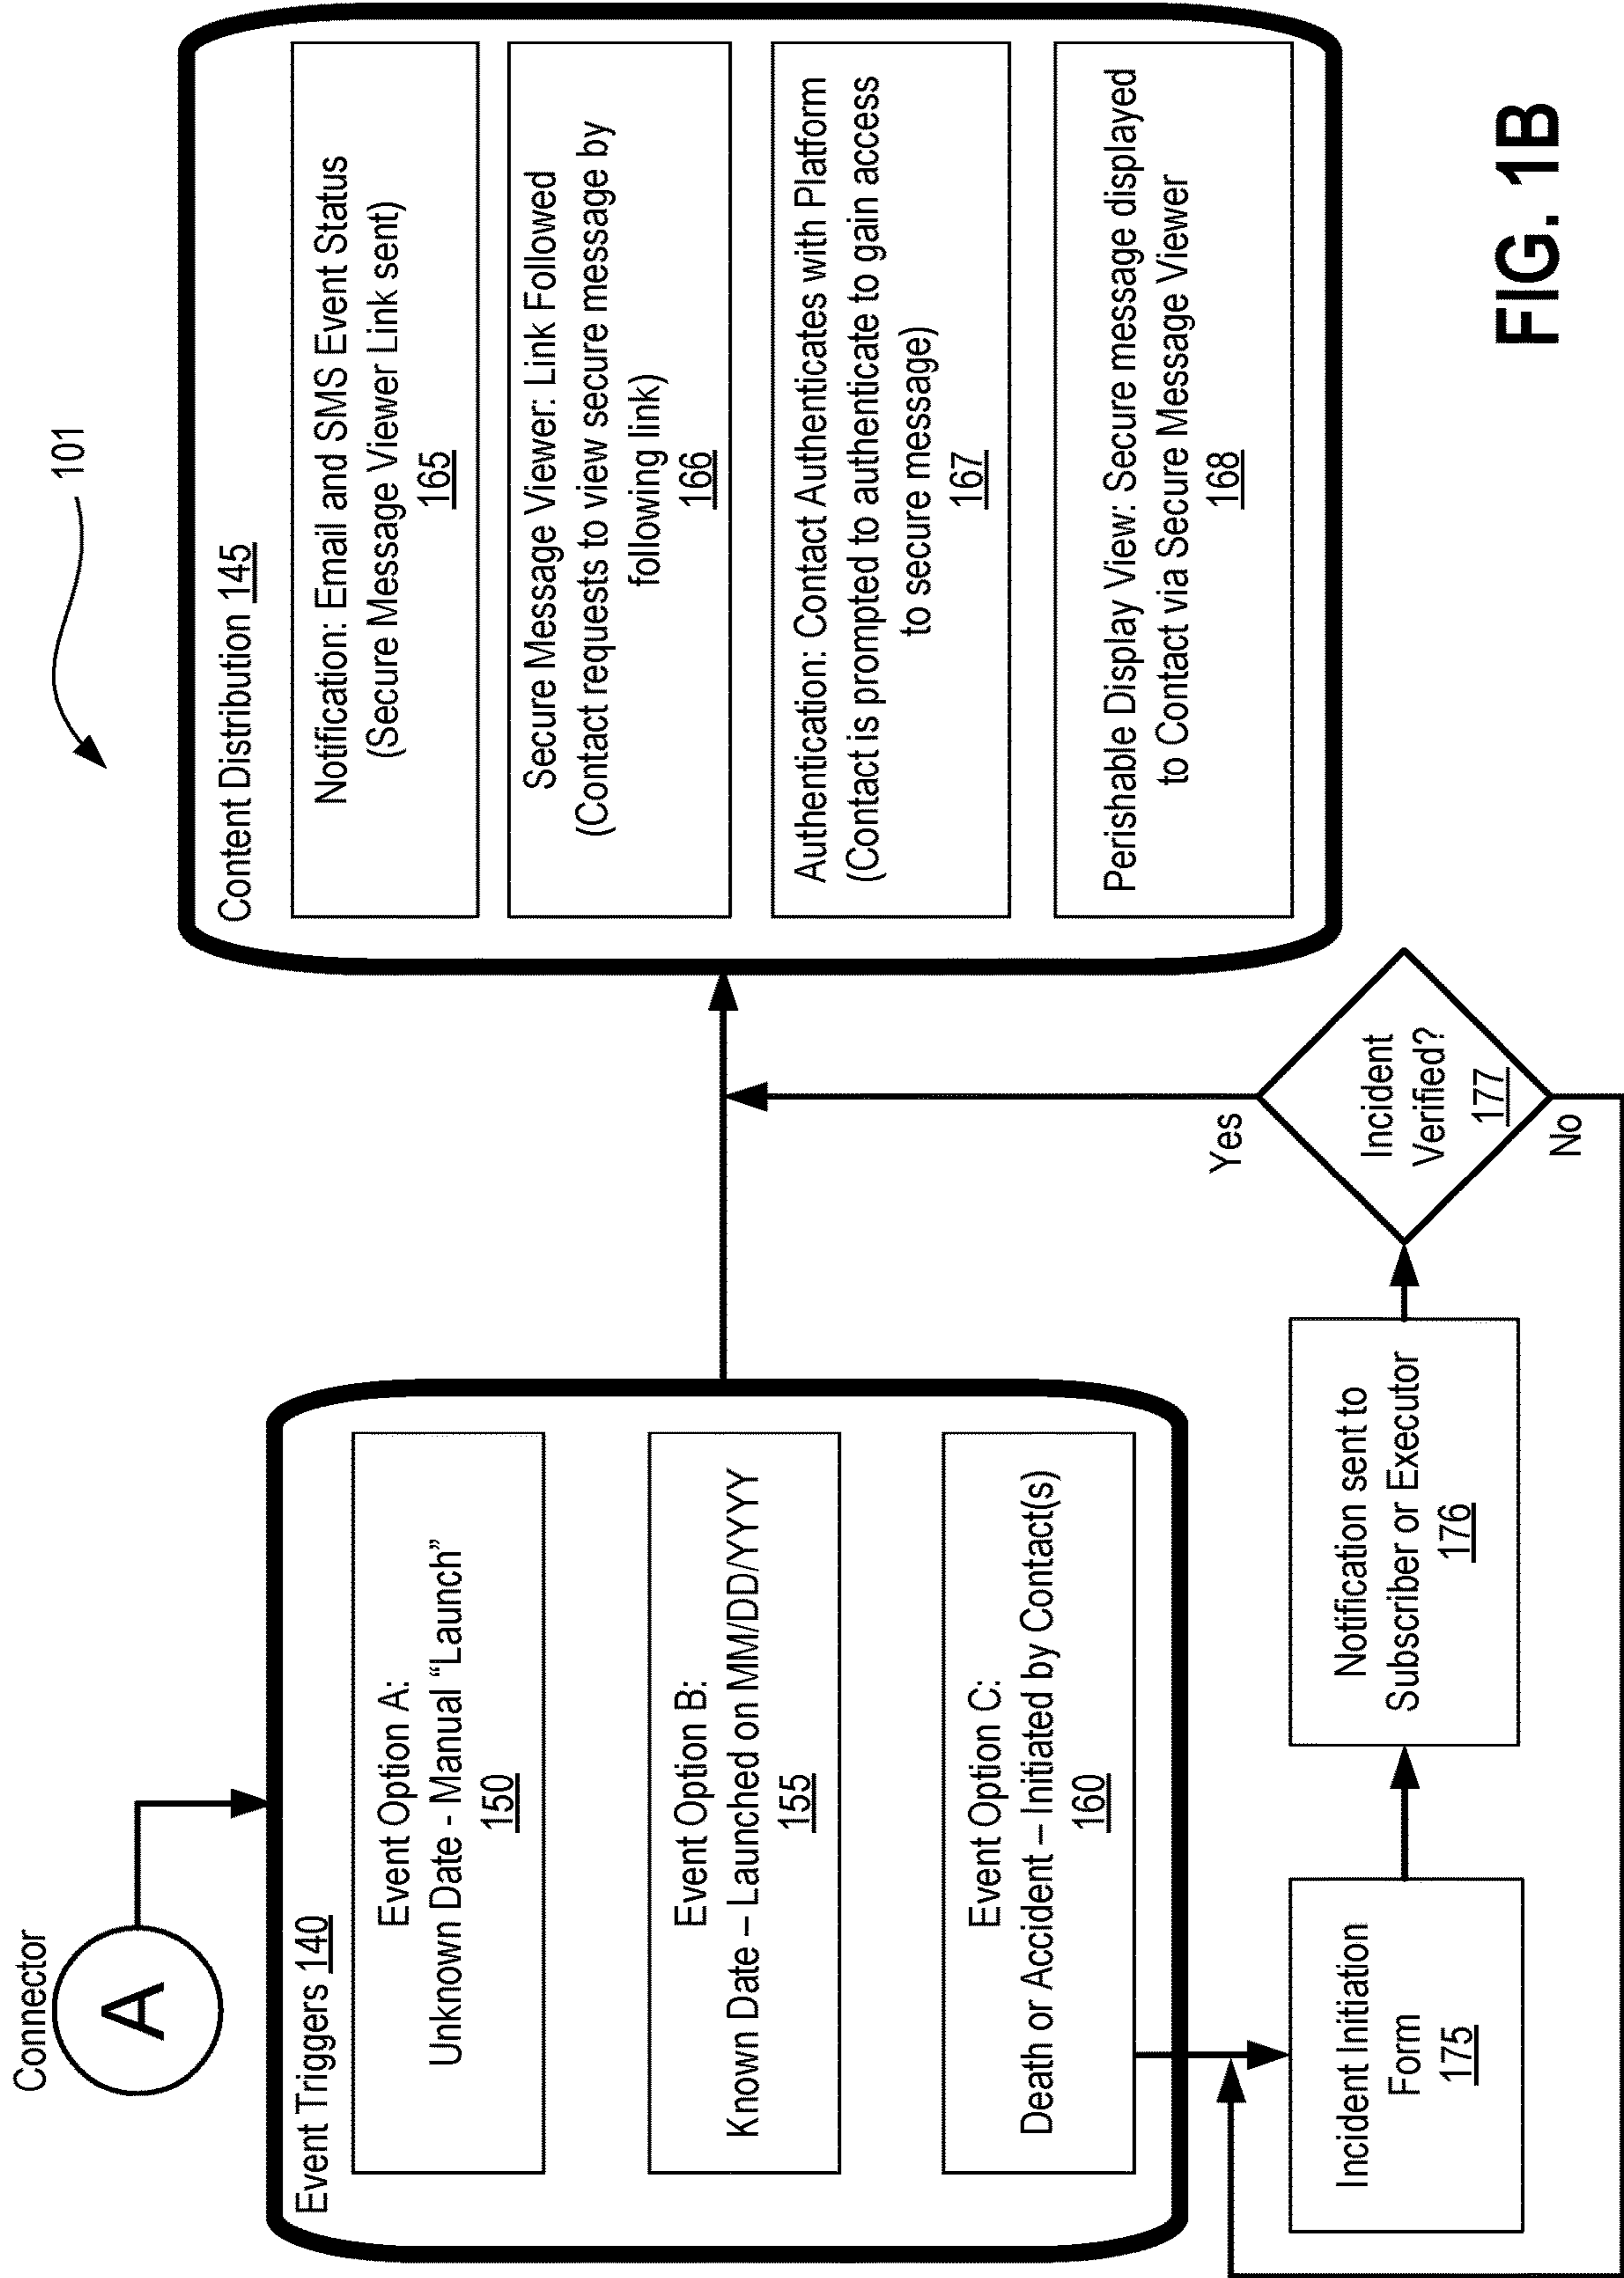 Connector
A
101
Event Triggers 140
Event Option A:
Unknown Date - Manual “Launch”
150
Event Option B:
Known Date – Launched on MM/DD/YYYY
155
Event Option C:
Death or Accident – Initiated by Contact(s)
160
Content Distribution 145
Notification: Email and SMS Event Status
(Secure Message Viewer Link sent)
165
Secure Message Viewer: Link Followed
(Contact requests to view secure message by
following link)
166
Authentication: Contact Authenticates with Platform
(Contact is prompted to authenticate to gain access
to secure message)
167
Perishable Display View: Secure message displayed
to Contact via Secure Message Viewer
168
Incident Initiation
Form
175
Notification sent to
Subscriber or Executor
176
Incident
Verified?
177
Yes
No
FIG. 1B